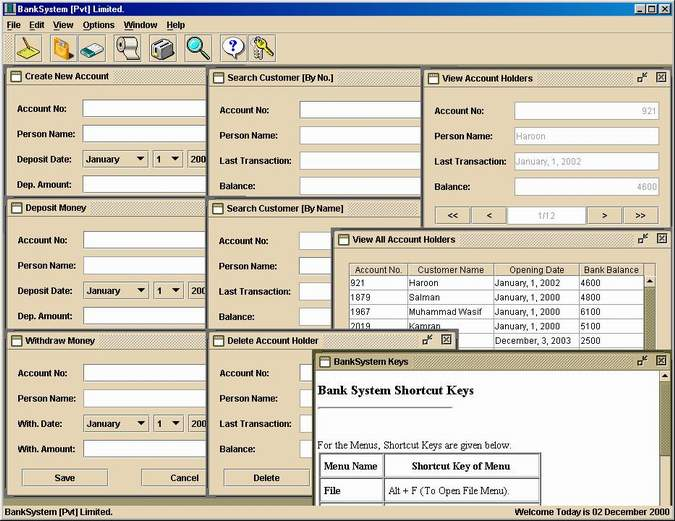 BankSystem [Pvt] Limited.
File Edit View Options Window Help
Create New Account
Account No:
Person Name:
Deposit Date: January 1 200
Dep. Amount:
Search Customer [By No.]
Account No:
Person Name:
Last Transaction:
Balance:
View Account Holders
Account No: 921
Person Name: Haroon
Last Transaction: January, 1, 2002
Balance: 4600
<< < 1/12 > >>
Deposit Money
Account No:
Person Name:
Deposit Date: January 1 200
Dep. Amount:
Search Customer [By Name]
Account No:
Person Name:
Last Transaction:
Balance:
View All Account Holders
Account No. Customer Name Opening Date Bank Balance
921 Haroon January, 1, 2002 4600
1879 Salman January, 1, 2000 4800
1967 Muhammad Wasif January, 1, 2000 6100
2019 Kamran January, 1, 2000 5100
December, 3, 2003 2500
Withdraw Money
Account No:
Person Name:
With. Date: January 1 200
With. Amount:
Save Cancel
Delete Account Holder
Account No:
Person Name:
Last Transaction:
Balance:
Delete
BankSystem Keys
Bank System Shortcut Keys
For the Menus, Shortcut Keys are given below.
Menu Name Shortcut Key of Menu
File Alt + F (To Open File Menu).
BankSystem [Pvt] Limited. Welcome Today is 02 December 2000